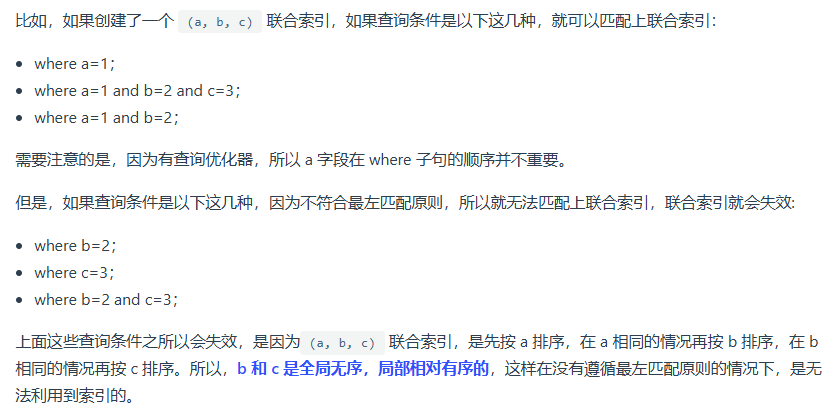 比如，如果创建了一个 (a, b, c) 联合索引，如果查询条件是以下这几种，就可以匹配上联合索引：
where a=1；
where a=1 and b=2 and c=3；
where a=1 and b=2；
需要注意的是，因为有查询优化器，所以 a 字段在 where 子句的顺序并不重要。
但是，如果查询条件是以下这几种，因为不符合最左匹配原则，所以就无法匹配上联合索引，联合索引就会失效:
where b=2；
where c=3；
where b=2 and c=3；
上面这些查询条件之所以会失效，是因为 (a, b, c) 联合索引，是先按 a 排序，在 a 相同的情况再按 b 排序，在 b
相同的情况再按 c 排序。所以，b 和 c 是全局无序，局部相对有序的，这样在没有遵循最左匹配原则的情况下，是无
法利用到索引的。